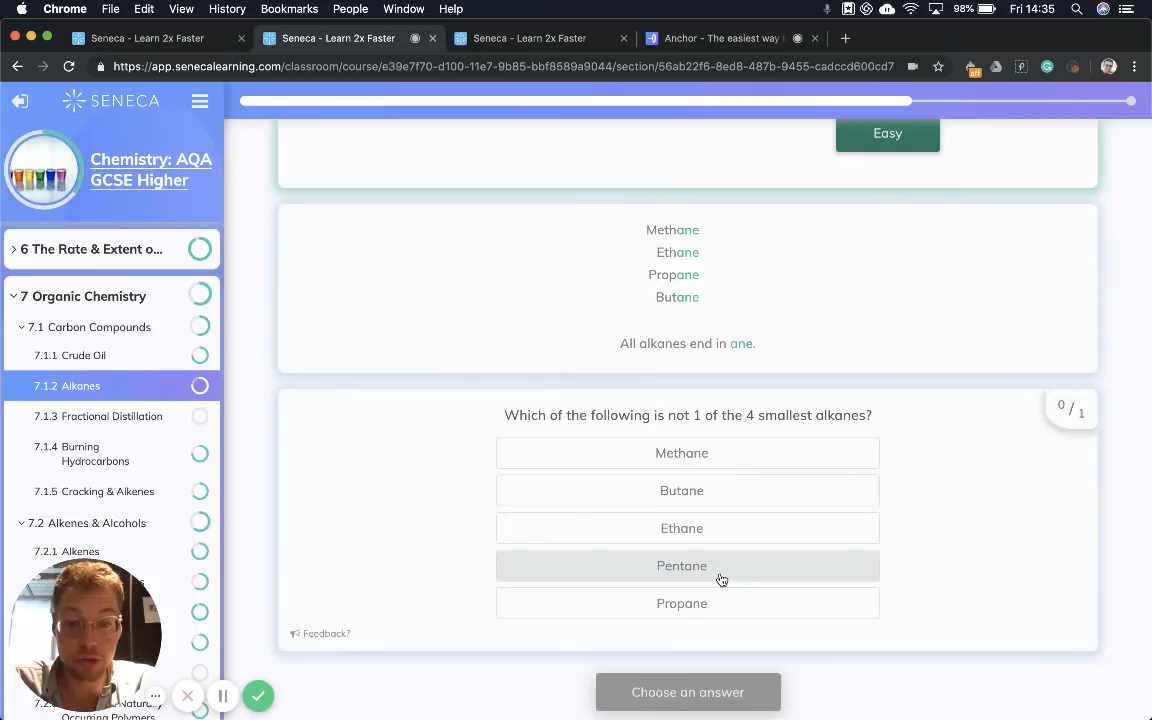 Chrome File Edit View History Bookmarks People Window Help 98% Fri 14:35
Seneca - Learn 2x Faster
Seneca - Learn 2x Faster
Seneca - Learn 2x Faster
Anchor - The easiest way
https://app.senecalearning.com/classroom/course/e39e7f70-d100-11e7-9b85-bbf8589a9044/section/56ab22f6-8ed8-487b-9455-cadccd600cd7
off
SENECA
Chemistry: AQA
GCSE Higher
6 The Rate & Extent o...
7 Organic Chemistry
7.1 Carbon Compounds
7.1.1 Crude Oil
7.1.2 Alkanes
7.1.3 Fractional Distillation
7.1.4 Burning
Hydrocarbons
7.1.5 Cracking & Alkenes
7.2 Alkenes & Alcohols
7.2.1 Alkenes
Occurring Polymers
Easy
Methane
Ethane
Propane
Butane
All alkanes end in ane.
0 / 1
Which of the following is not 1 of the 4 smallest alkanes?
Methane
Butane
Ethane
Pentane
Propane
Feedback?
Choose an answer